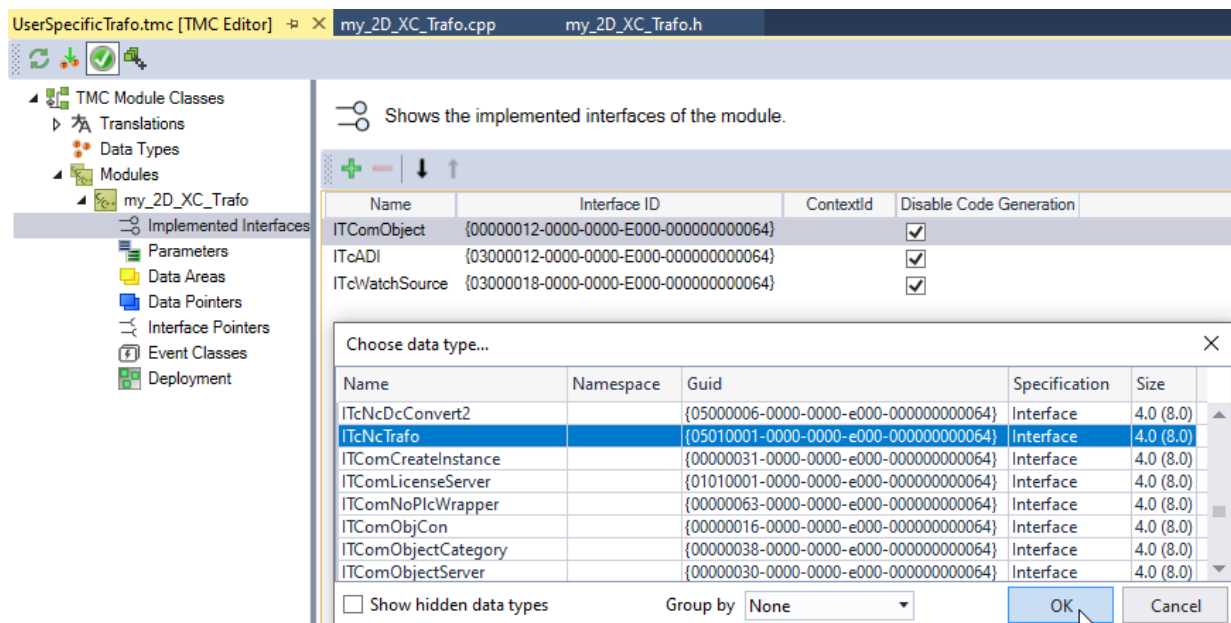 UserSpecificTrafo.tmc [TMC Editor] my_2D_XC_Trafo.cpp my_2D_XC_Trafo.h
TMC Module Classes
Translations
Data Types
Modules
my_2D_XC_Trafo
Implemented Interfaces
Parameters
Data Areas
Data Pointers
Interface Pointers
Event Classes
Deployment
Shows the implemented interfaces of the module.
Name Interface ID ContextId Disable Code Generation
ITComObject {00000012-0000-0000-E000-000000000064}
ITcADI {03000012-0000-0000-E000-000000000064}
ITcWatchSource {03000018-0000-0000-E000-000000000064}
Choose data type...
Name Namespace Guid Specification Size
ITcNcDcConvert2 {05000006-0000-0000-e000-000000000064} Interface 4.0 (8.0)
ITcNcTrafo {05010001-0000-0000-e000-000000000064} Interface 4.0 (8.0)
ITComCreateInstance {00000031-0000-0000-e000-000000000064} Interface 4.0 (8.0)
ITComLicenseServer {01010001-0000-0000-e000-000000000064} Interface 4.0 (8.0)
ITComNoPlcWrapper {00000063-0000-0000-e000-000000000064} Interface 4.0 (8.0)
ITComObjCon {00000016-0000-0000-e000-000000000064} Interface 4.0 (8.0)
ITComObjectCategory {00000038-0000-0000-e000-000000000064} Interface 4.0 (8.0)
ITComObjectServer {00000030-0000-0000-e000-000000000064} Interface 4.0 (8.0)
Show hidden data types Group by None OK Cancel